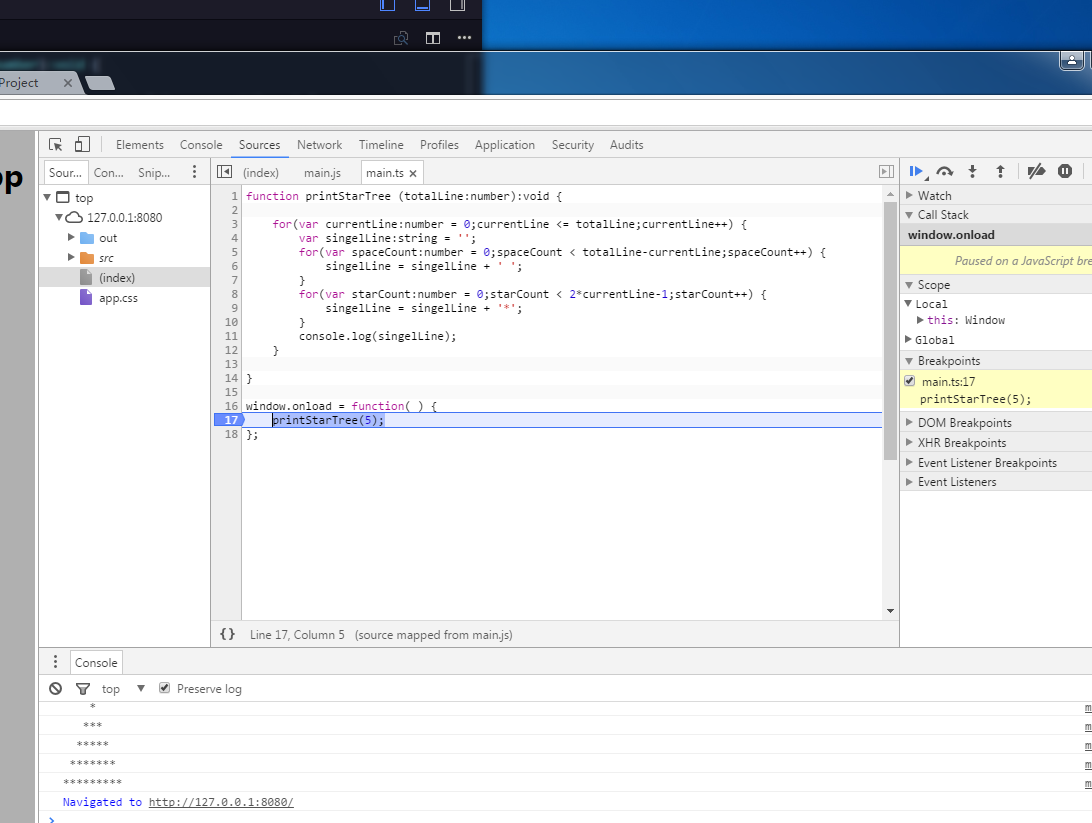 Project
pp
Elements Console Sources Network Timeline Profiles Application Security Audits
Sour... Con... Snip...
top
127.0.0.1:8080
out
src
(index)
app.css
(index) main.js main.ts
1 function printStarTree (totalLine:number):void {
2
3 for(var currentLine:number = 0;currentLine <= totalLine;currentLine++) {
4 var singelLine:string = '';
5 for(var spaceCount:number = 0;spaceCount < totalLine-currentLine;spaceCount++) {
6 singelLine = singelLine + ' ';
7 }
8 for(var starCount:number = 0;starCount < 2*currentLine-1;starCount++) {
9 singelLine = singelLine + '*';
10 }
11 console.log(singelLine);
12 }
13
14 }
15
16 window.onload = function( ) {
17 printStarTree(5);
18 };
{} Line 17, Column 5 (source mapped from main.js)
Watch
Call Stack
window.onload
Paused on a JavaScript bre
Scope
Local
this: Window
Global
Breakpoints
main.ts:17
printStarTree(5);
DOM Breakpoints
XHR Breakpoints
Event Listener Breakpoints
Event Listeners
Console
top Preserve log
* m
*** m
***** m
******* m
********* m
Navigated to http://127.0.0.1:8080/
>